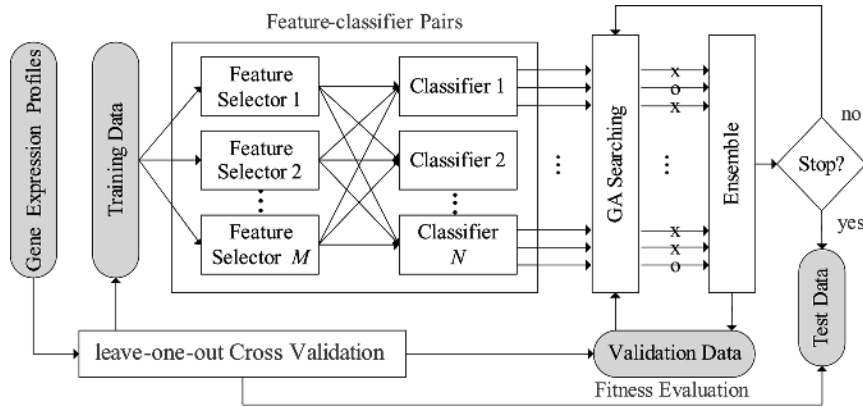 Feature-classifier Pairs
Gene Expression Profiles
Training Data
Feature
Selector 1
Feature
Selector 2
Feature
Selector M
Classifier 1
Classifier 2
Classifier
N
GA Searching
x
o
x
x
x
o
Ensemble
Stop?
no
yes
Test Data
leave-one-out Cross Validation
Validation Data
Fitness Evaluation